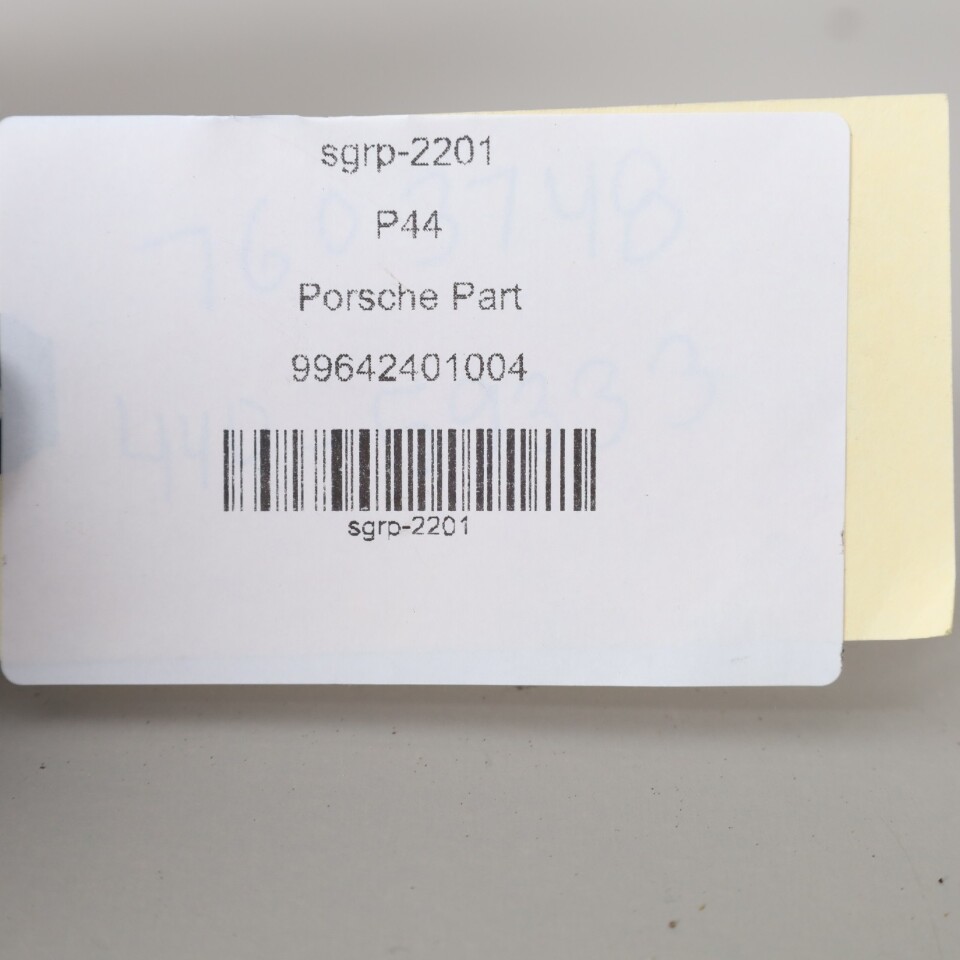 sgrp-2201
P44
Porsche Part
99642401004
sgrp-2201